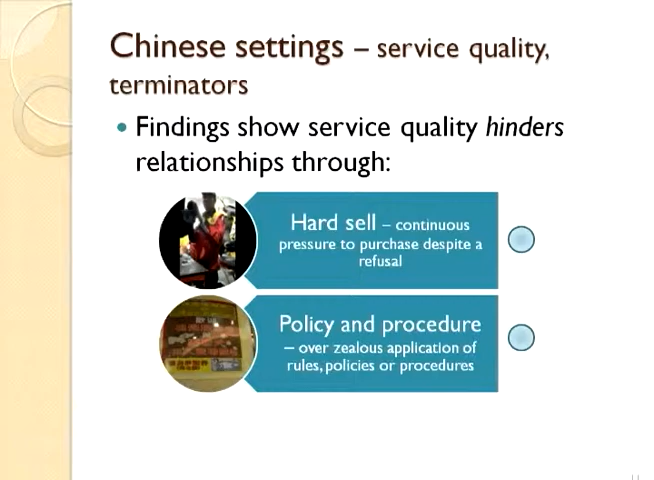 Chinese settings – service quality,
terminators
Findings show service quality hinders
relationships through:
Hard sell – continuous
pressure to purchase despite a
refusal
Policy and procedure
– over zealous application of
rules, policies or procedures